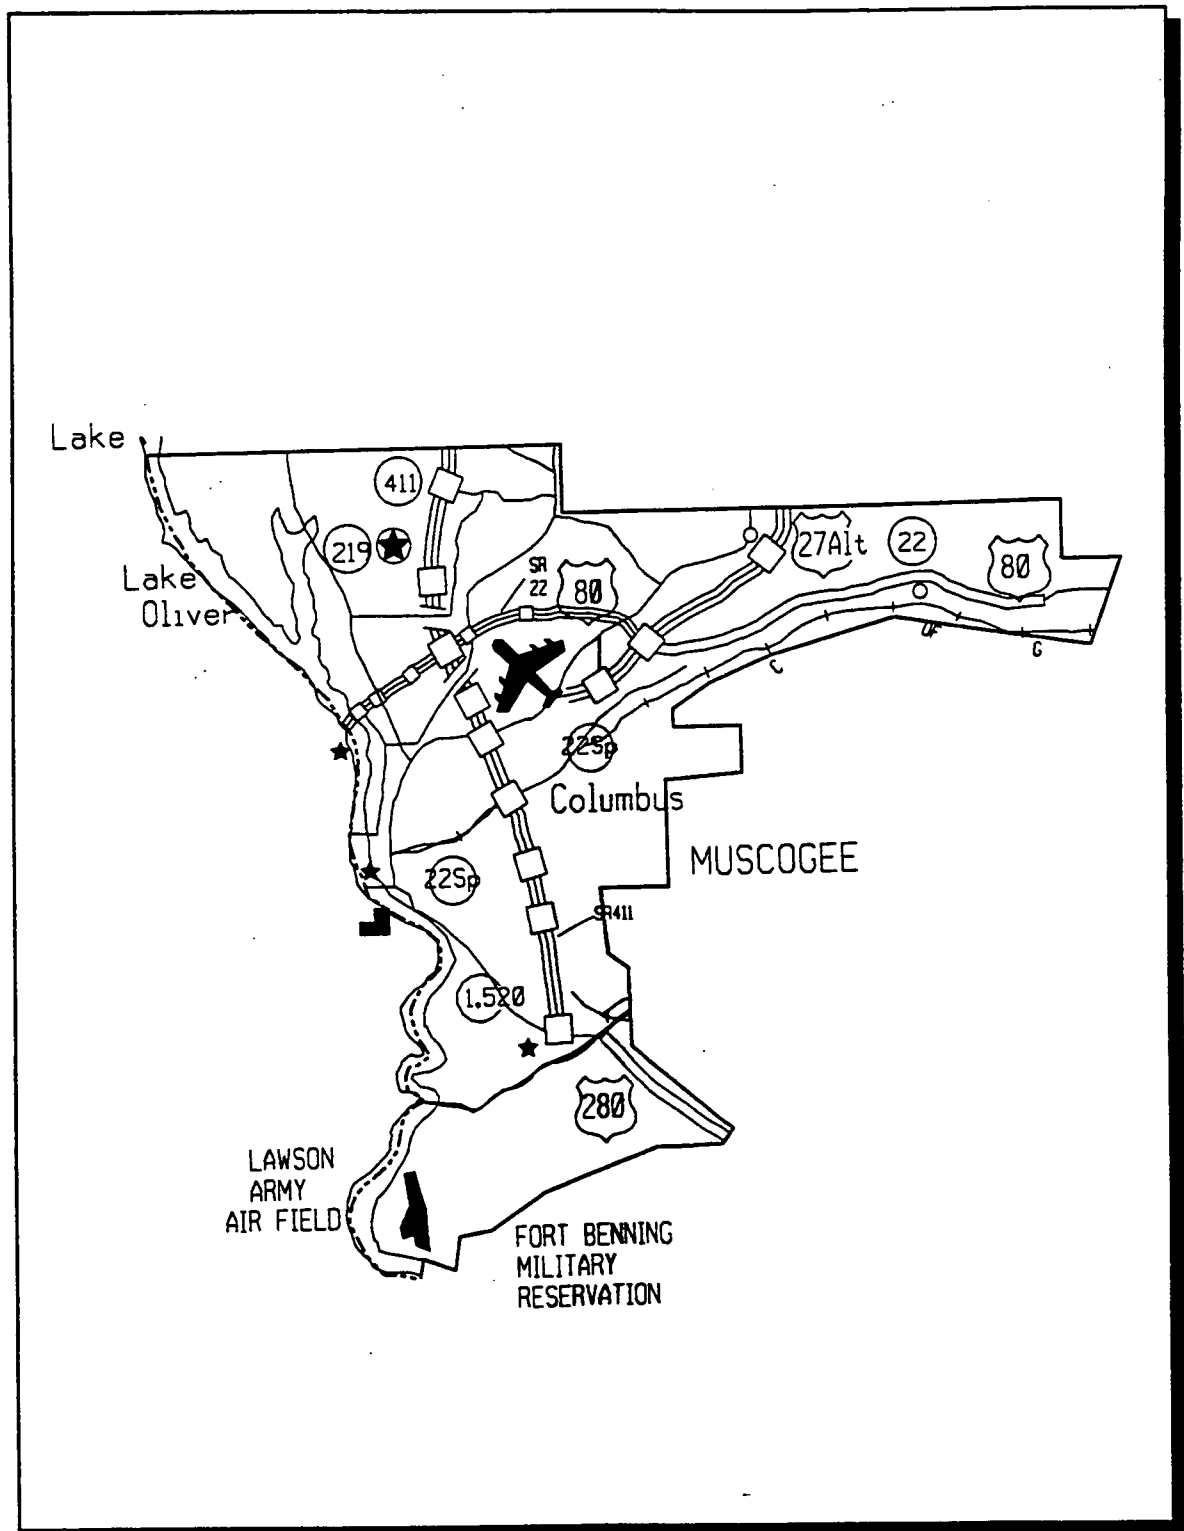 Lake
411
219
SR
22
80
27Alt
22
80
Lake
Oliver
G
22Sp
Columbus
MUSCOGEE
22Sp
SR411
1.520
280
LAWSON
ARMY
AIR FIELD
FORT BENNING
MILITARY
RESERVATION